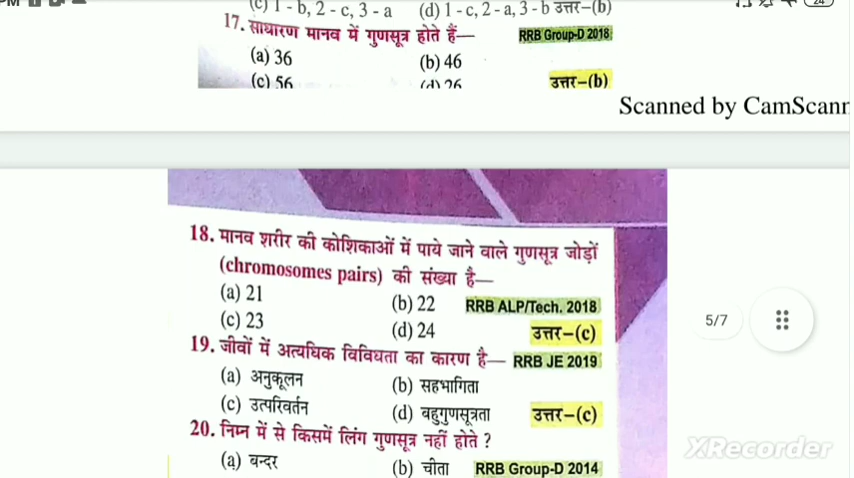 (c) 1 - b, 2 - c, 3 - a (d) 1 - c, 2 - a, 3 - b उत्तर–(b)
17. साधारण मानव में गुणसूत्र होते हैं— RRB Group-D 2018
(a) 36 (b) 46
(c) 56 (d) 26 उत्तर–(b)
Scanned by CamScann
18. मानव शरीर की कोशिकाओं में पाये जाने वाले गुणसूत्र जोड़ों
(chromosomes pairs) की संख्या है—
(a) 21 (b) 22 RRB ALP/Tech. 2018
(c) 23 (d) 24 उत्तर–(c)
19. जीवों में अत्यधिक विविधता का कारण है— RRB JE 2019
(a) अनुकूलन (b) सहभागिता
(c) उत्परिवर्तन (d) बहुगुणसूत्रता उत्तर–(c)
20. निम्न में से किसमें लिंग गुणसूत्र नहीं होते ?
(a) बन्दर (b) चीता RRB Group-D 2014
5/7
XRecorder